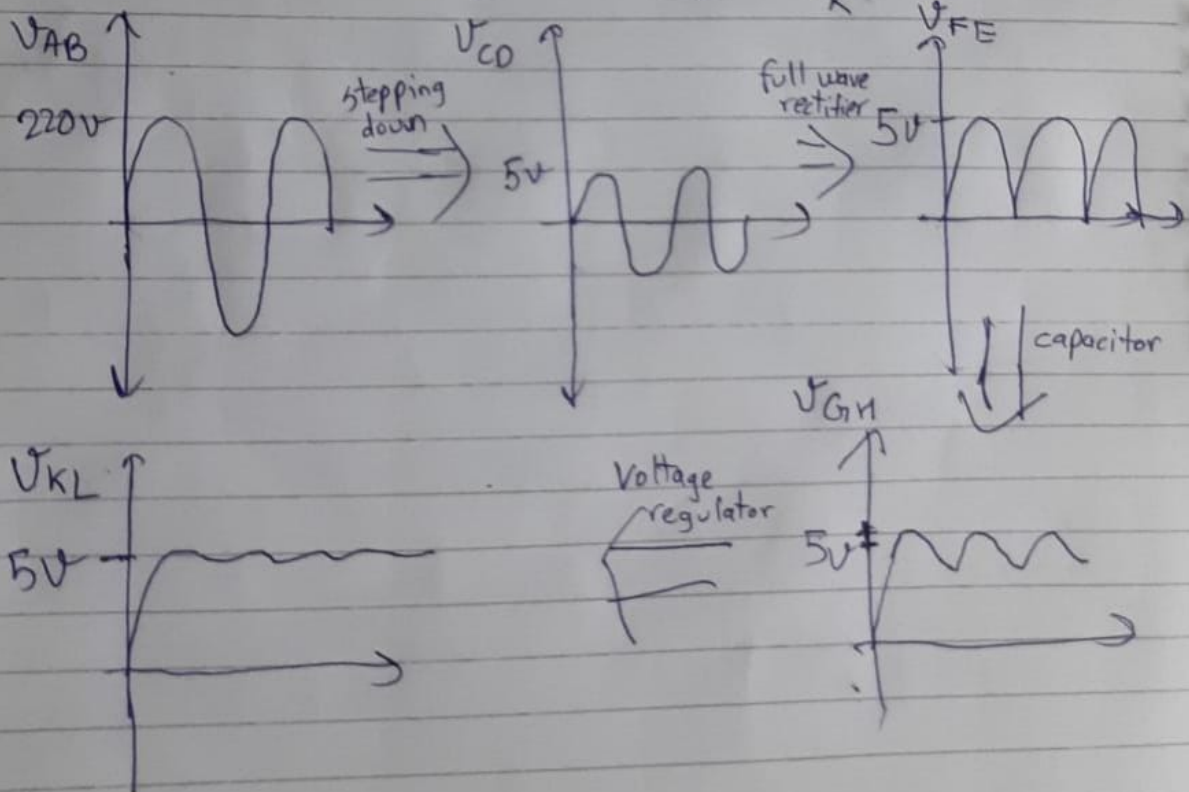 VAB
220v
stepping
down
VCD
5v
full wave
rectifier
VFE
5v
capacitor
VGH
5v
Voltage
regulator
VKL
5v